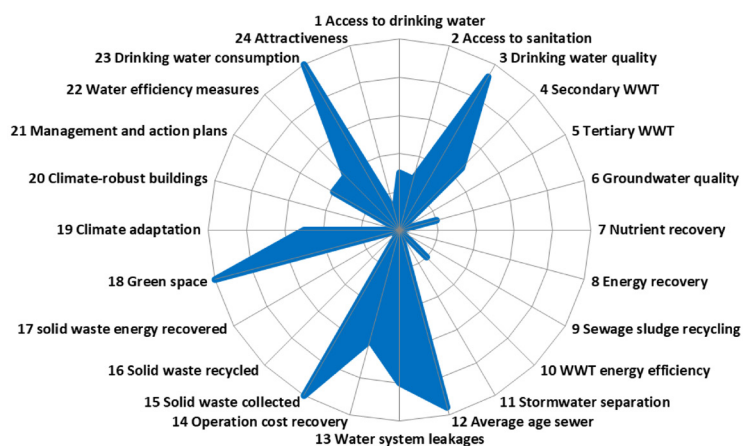 1 Access to drinking water
2 Access to sanitation
3 Drinking water quality
4 Secondary WWT
5 Tertiary WWT
6 Groundwater quality
7 Nutrient recovery
8 Energy recovery
9 Sewage sludge recycling
10 WWT energy efficiency
11 Stormwater separation
12 Average age sewer
13 Water system leakages
14 Operation cost recovery
15 Solid waste collected
16 Solid waste recycled
17 solid waste energy recovered
18 Green space
19 Climate adaptation
20 Climate-robust buildings
21 Management and action plans
22 Water efficiency measures
23 Drinking water consumption
24 Attractiveness